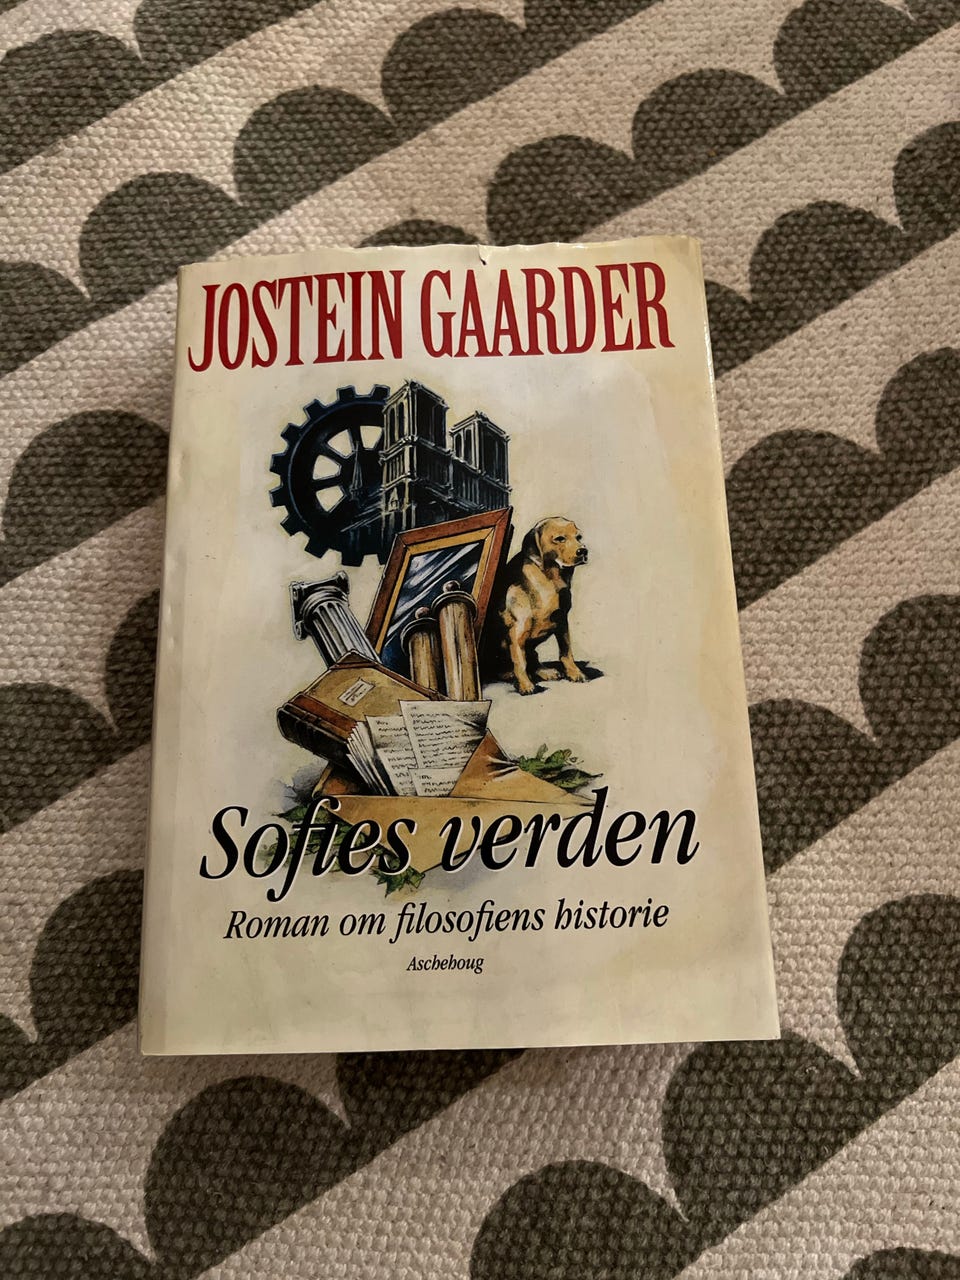 JOSTEIN GAARDER
Sofies verden
Roman om filosofiens historie
Aschehoug